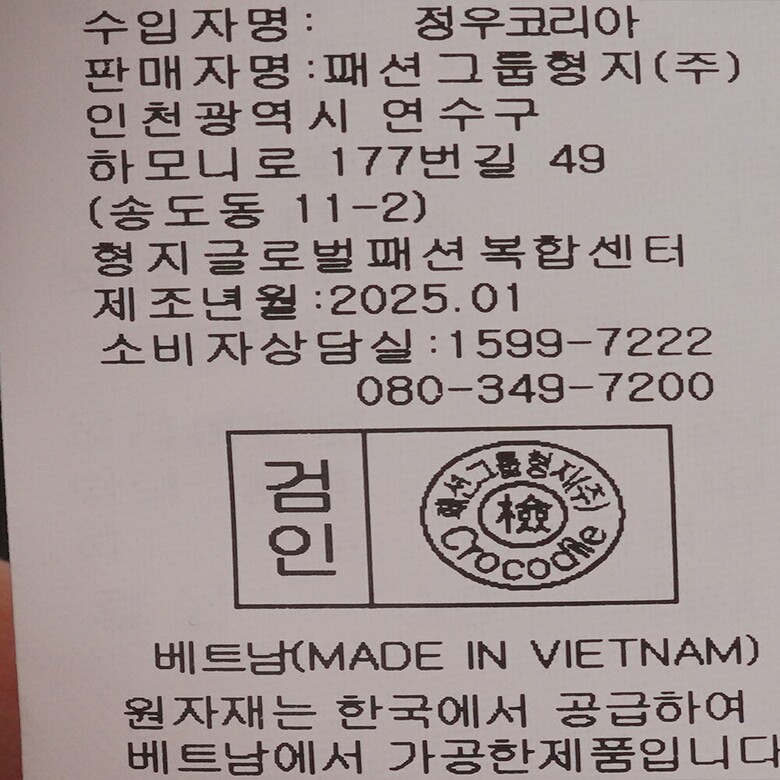 수입자명: 정우코리아
판매자명:패션그룹형지(주)
인천광역시 연수구
하모니로 177번길 49
(송도동 11-2)
형지글로벌패션복합센터
제조년월:2025.01
소비자상담실:1599-7222
080-349-7200
검인
패션그룹형지(주)
檢
Crocodile
베트남(MADE IN VIETNAM)
원자재는 한국에서 공급하여
베트남에서 가공한제품입니다